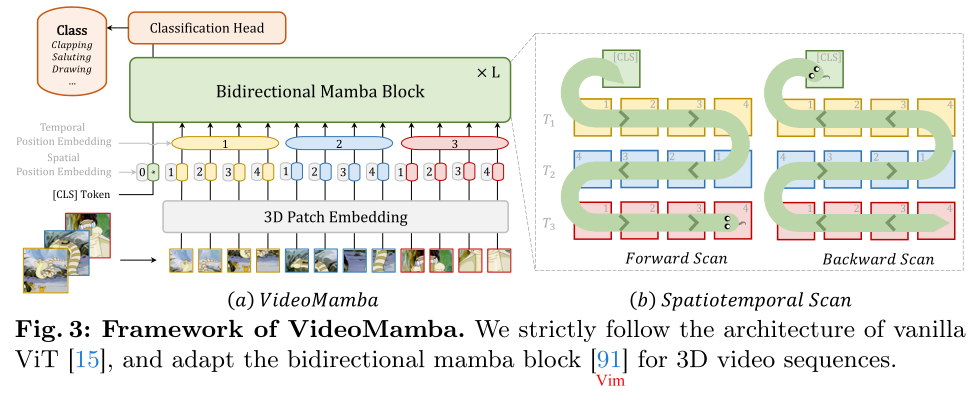 Class
Clapping
Saluting
Drawing
...
Classification Head
× L
Bidirectional Mamba Block
Temporal
Position Embedding
1 2 3
Spatial
Position Embedding
0 * 1 2 3 4 1 2 3 4 1 2 3 4
[CLS] Token
3D Patch Embedding
(a) VideoMamba
[CLS] [CLS]
T1 1 2 3 4 1 2 3 4
T2 4 3 2 1 4 3 2 1
T3 1 2 3 4 1 2 3 4
Forward Scan Backward Scan
(b) Spatiotemporal Scan
Fig. 3: Framework of VideoMamba. We strictly follow the architecture of vanilla
ViT [15], and adapt the bidirectional mamba block [91] for 3D video sequences.
Vim